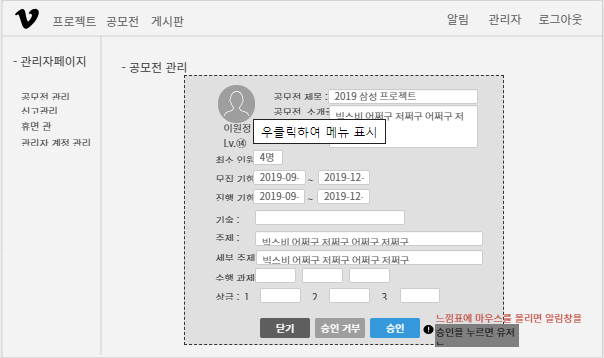 프로젝트 공모전 게시판
알림 관리자 로그아웃
- 관리자페이지
공모전 관리
신고관리
휴면 관
관리자 계정 관리
- 공모전 관리
공모전 제목 : 2019 삼성 프로젝트
공모전 소개글
빅스비 어쩌구 저쩌구 어쩌구 저
이원정
Lv.⑭
우클릭하여 메뉴 표시
최소 인원 4명
모집 기한 2019-09- ~ 2019-12-
진행 기한 2019-09- ~ 2019-12-
기술 :
주제 : 빅스비 어쩌구 저쩌구 어쩌구 저쩌구
세부 주제 빅스비 어쩌구 저쩌구 어쩌구 저쩌구
수행 과제
상금 : 1 2 3
닫기 승인 거부 승인
느낌표에 마우스를 올리면 알림창을
승인을 누르면 유저